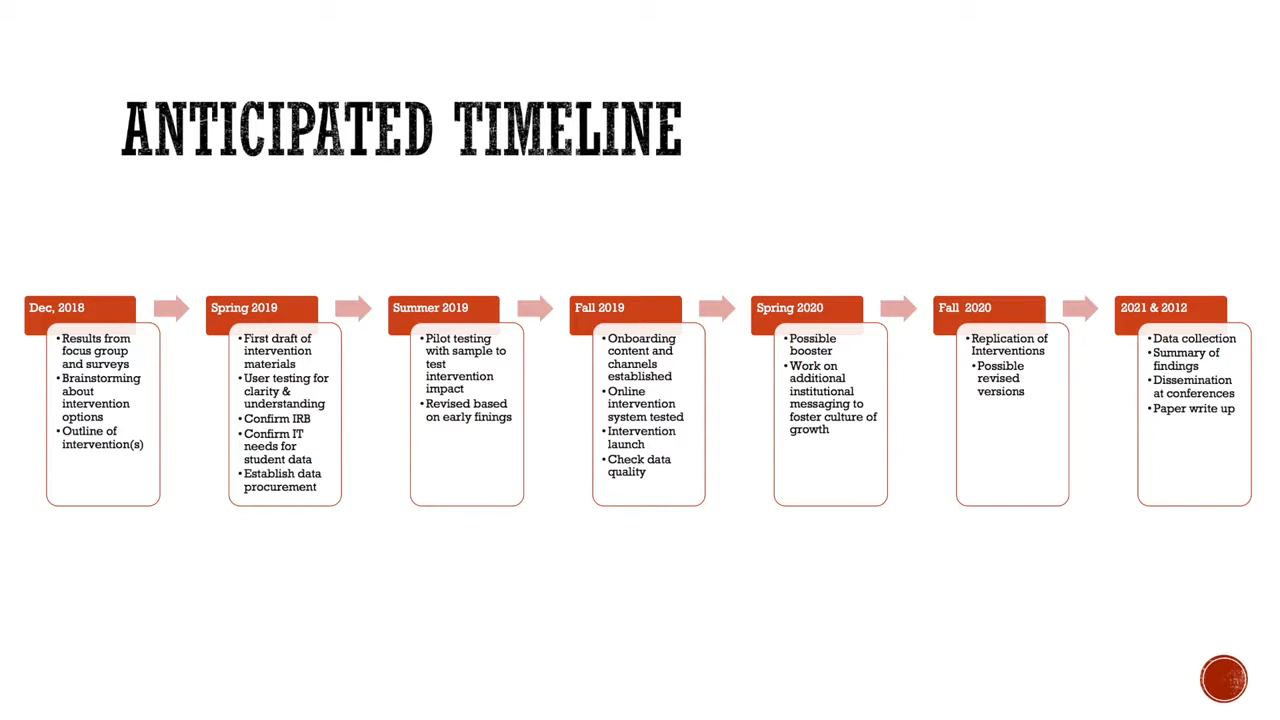 ANTICIPATED TIMELINE
Dec, 2018
• Results from
focus group
and surveys
• Brainstorming
about
intervention
options
• Outline of
intervention(s)
Spring 2019
• First draft of
intervention
materials
• User testing for
clarity &
understanding
• Confirm IRB
• Confirm IT
needs for
student data
• Establish data
procurement
Summer 2019
• Pilot testing
with sample to
test
intervention
impact
• Revised based
on early finings
Fall 2019
• Onboarding
content and
channels
established
• Online
intervention
system tested
• Intervention
launch
• Check data
quality
Spring 2020
• Possible
booster
• Work on
additional
institutional
messaging to
foster culture of
growth
Fall 2020
• Replication of
Interventions
• Possible
revised
versions
2021 & 2012
• Data collection
• Summary of
findings
• Dissemination
at conferences
• Paper write up